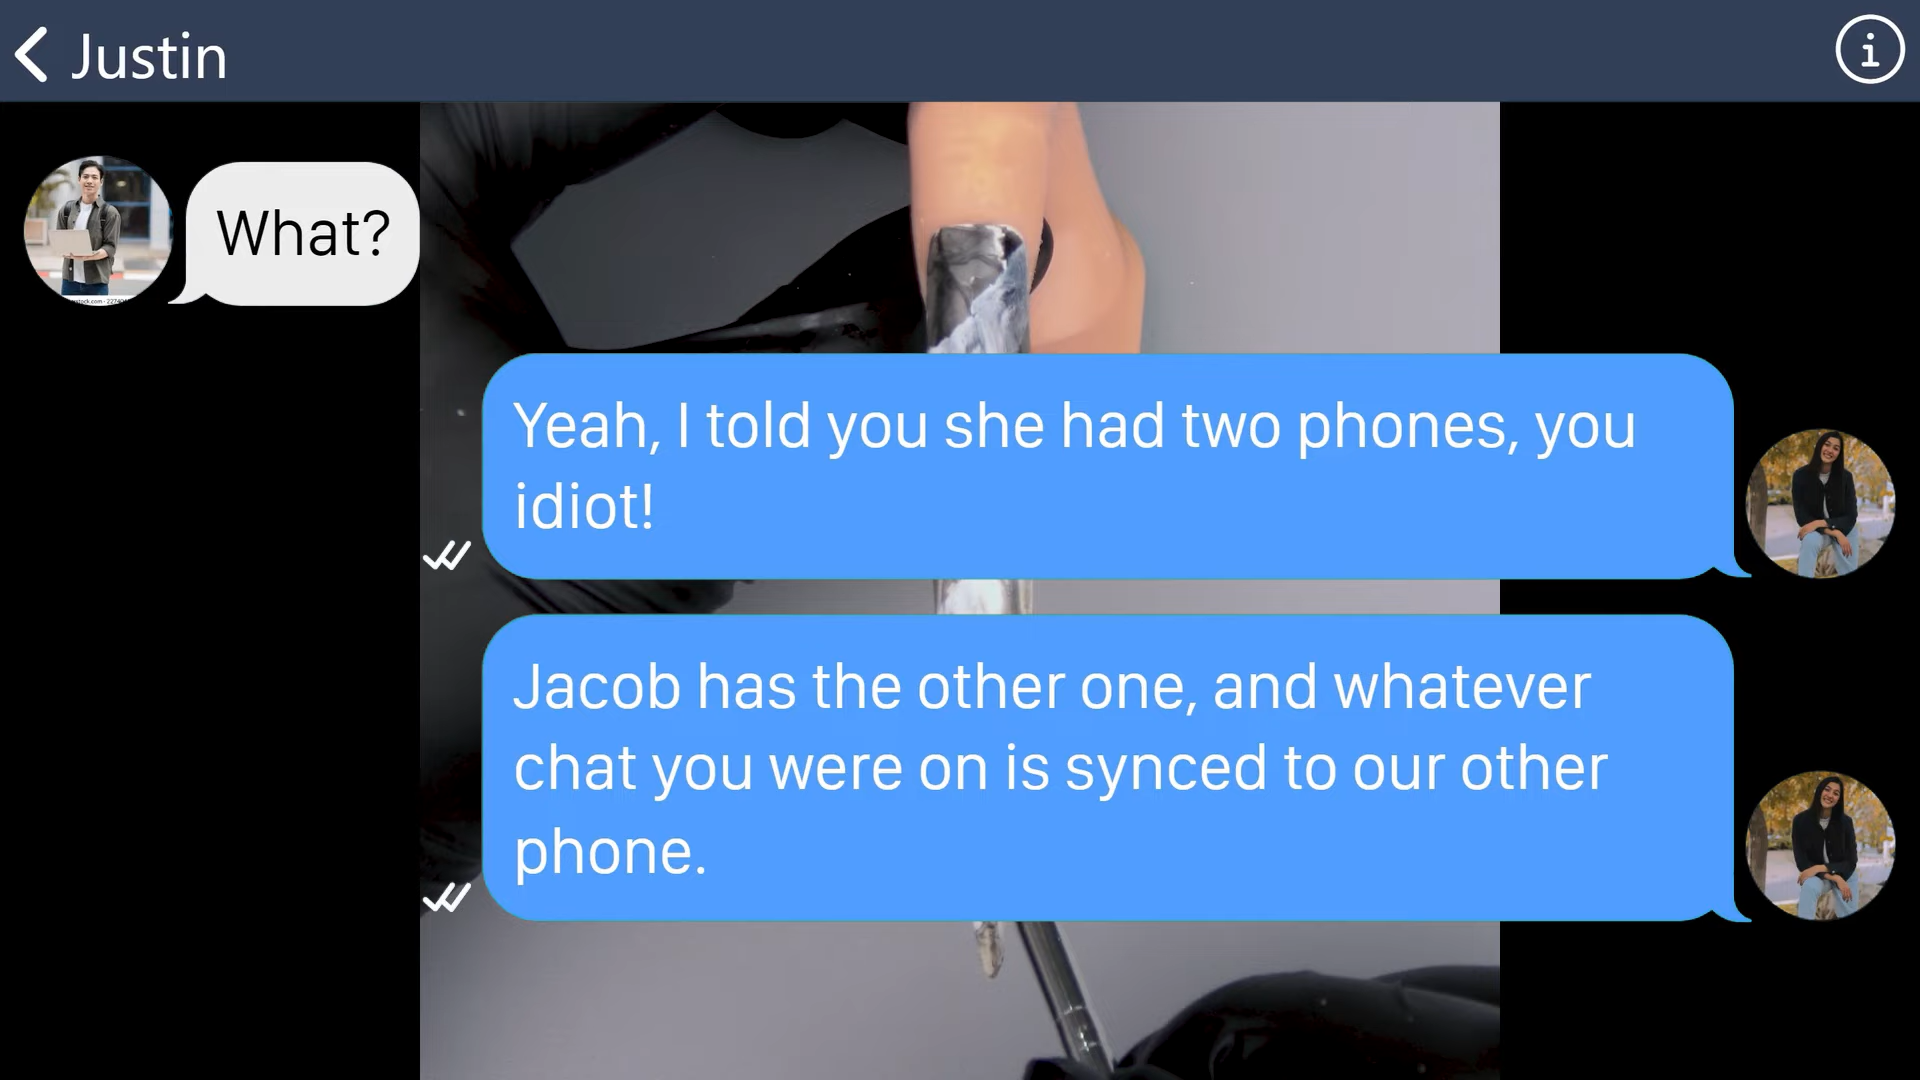 Justin
What?
Yeah, I told you she had two phones, you
idiot!
Jacob has the other one, and whatever
chat you were on is synced to our other
phone.